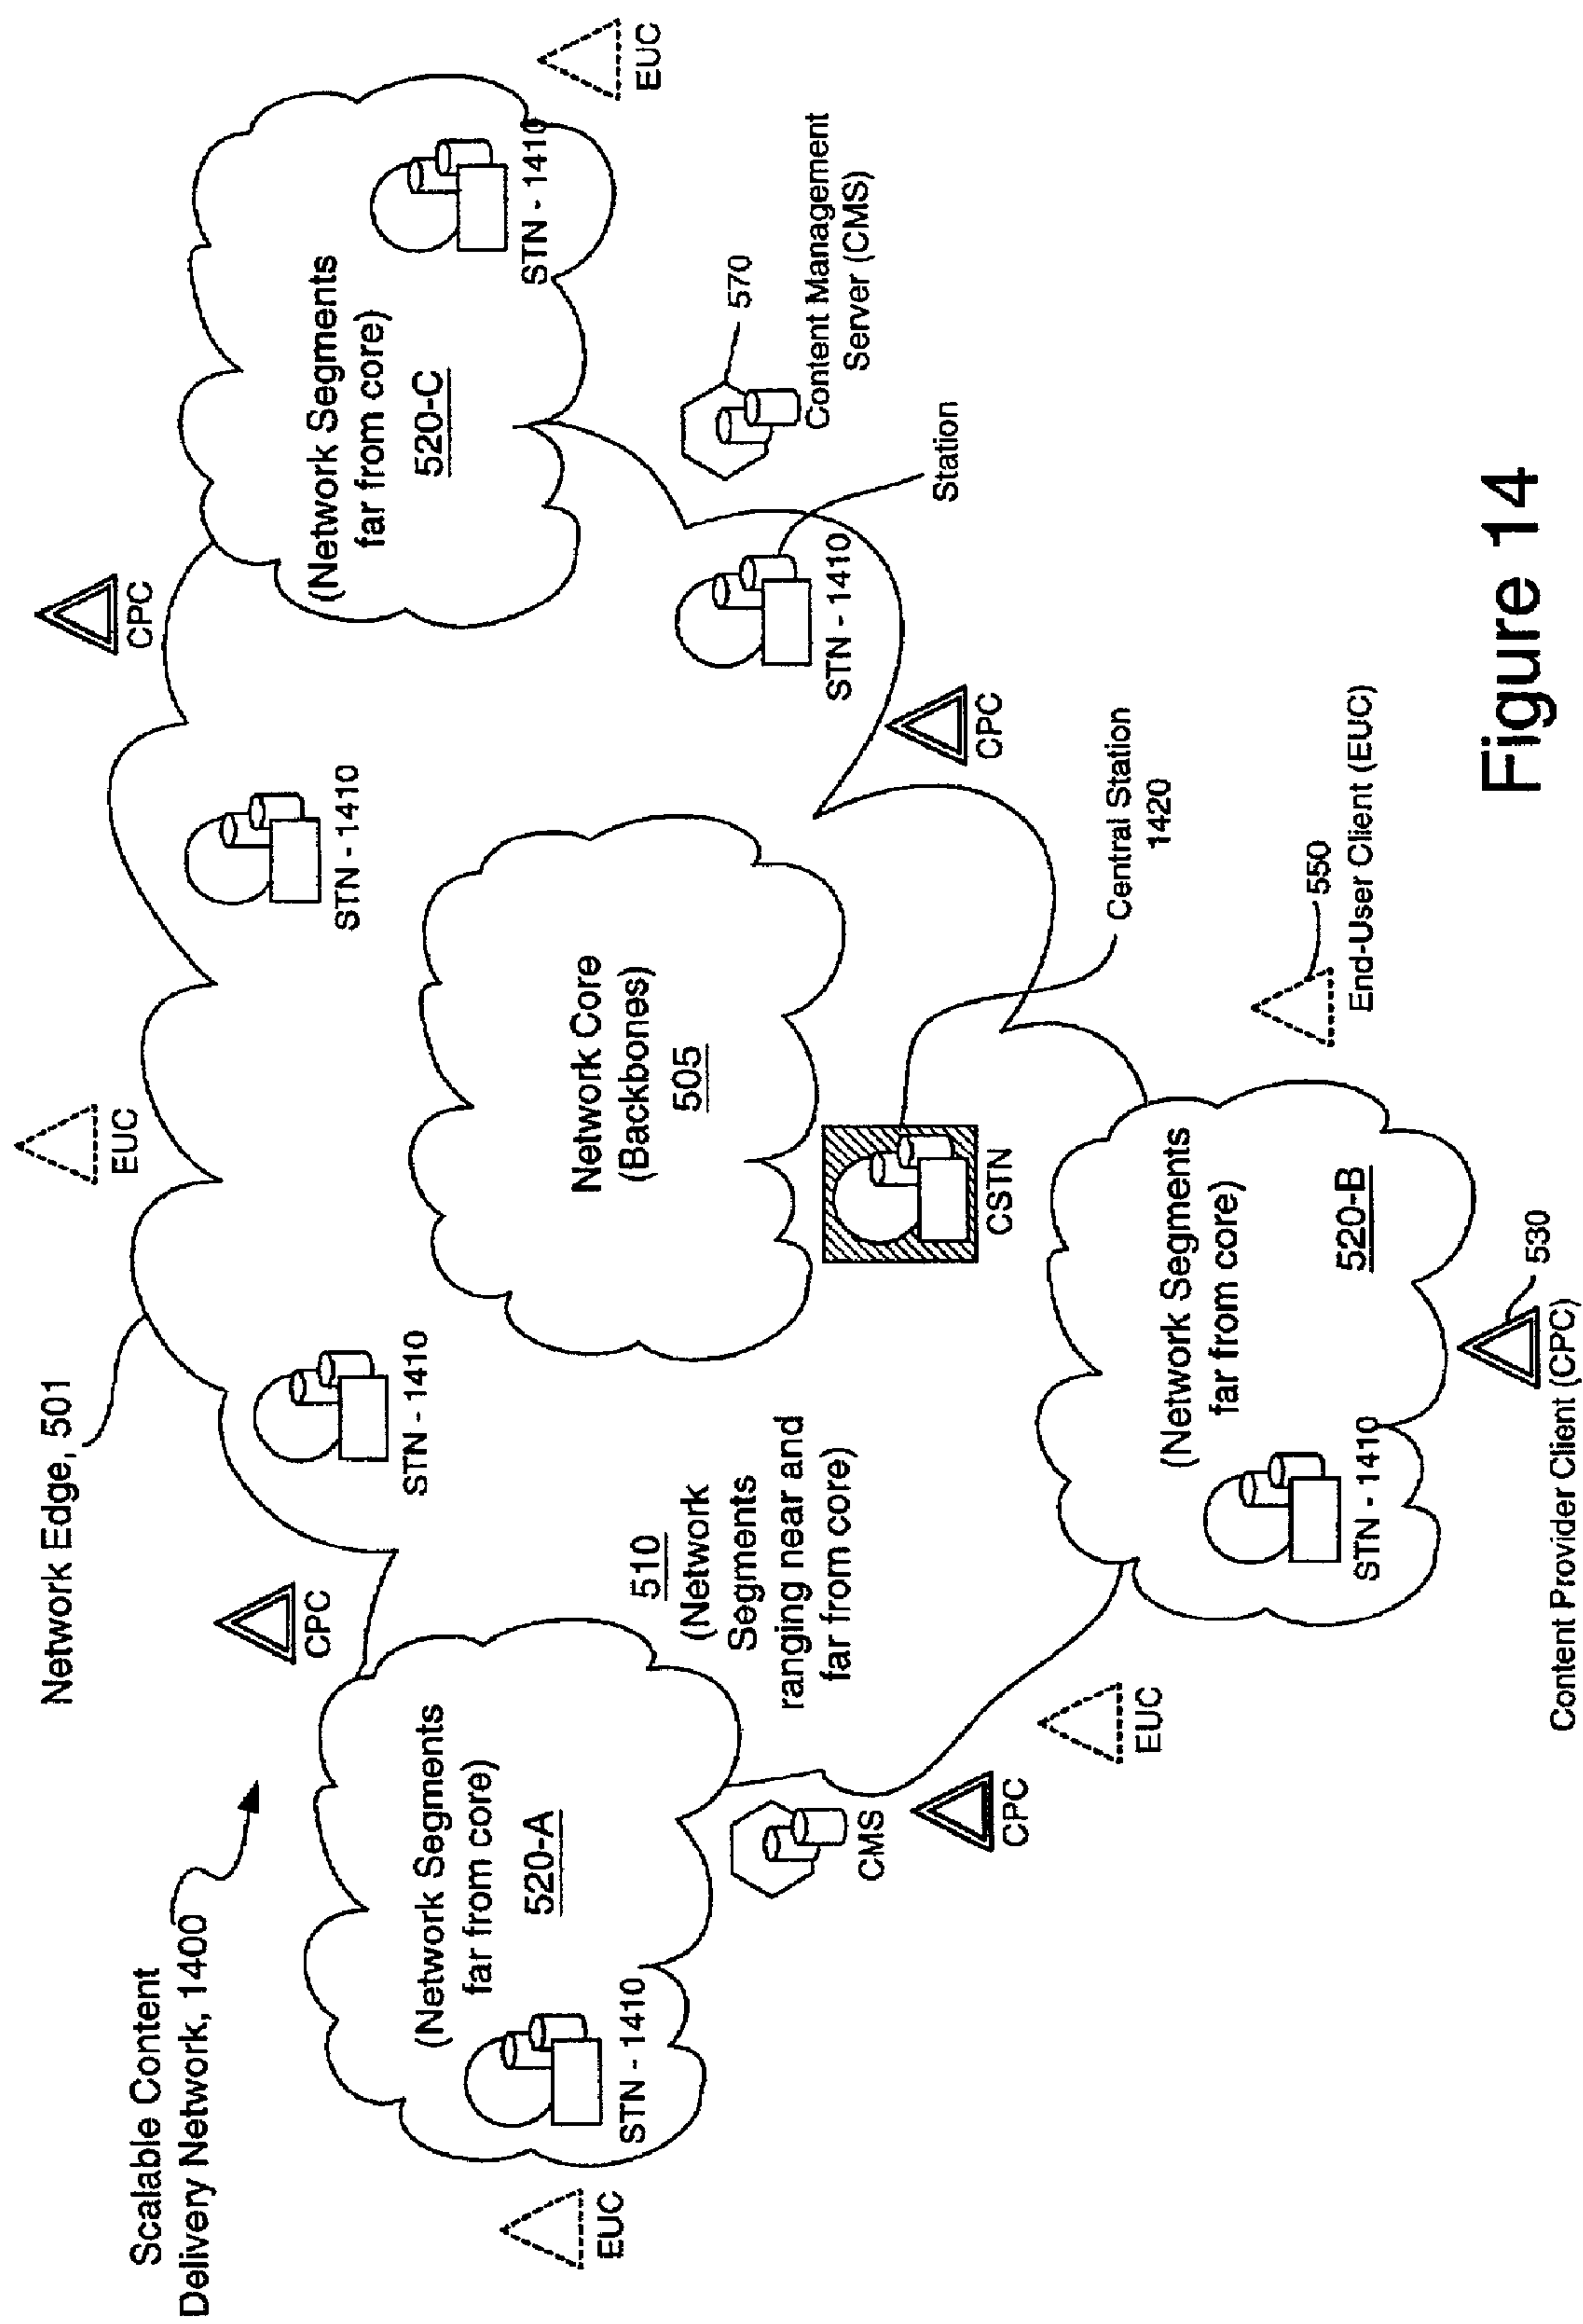 Scalable Content
Delivery Network, 1400
Network Edge, 501
EUC
CPC
CPC
EUC
STN - 1410
STN - 1410
(Network Segments
far from core)
520-C
STN - 1410
(Network Segments
far from core)
520-A
STN - 1410
EUC
510
(Network
Segments
ranging near and
far from core)
Network Core
(Backbones)
505
CSTN
STN - 1410
570
Content Management
Server (CMS)
Station
CMS
CPC
EUC
CPC
Central Station
1420
(Network Segments
far from core)
520-B
STN - 1410
550
End-User Client (EUC)
530
Content Provider Client (CPC)
Figure 14